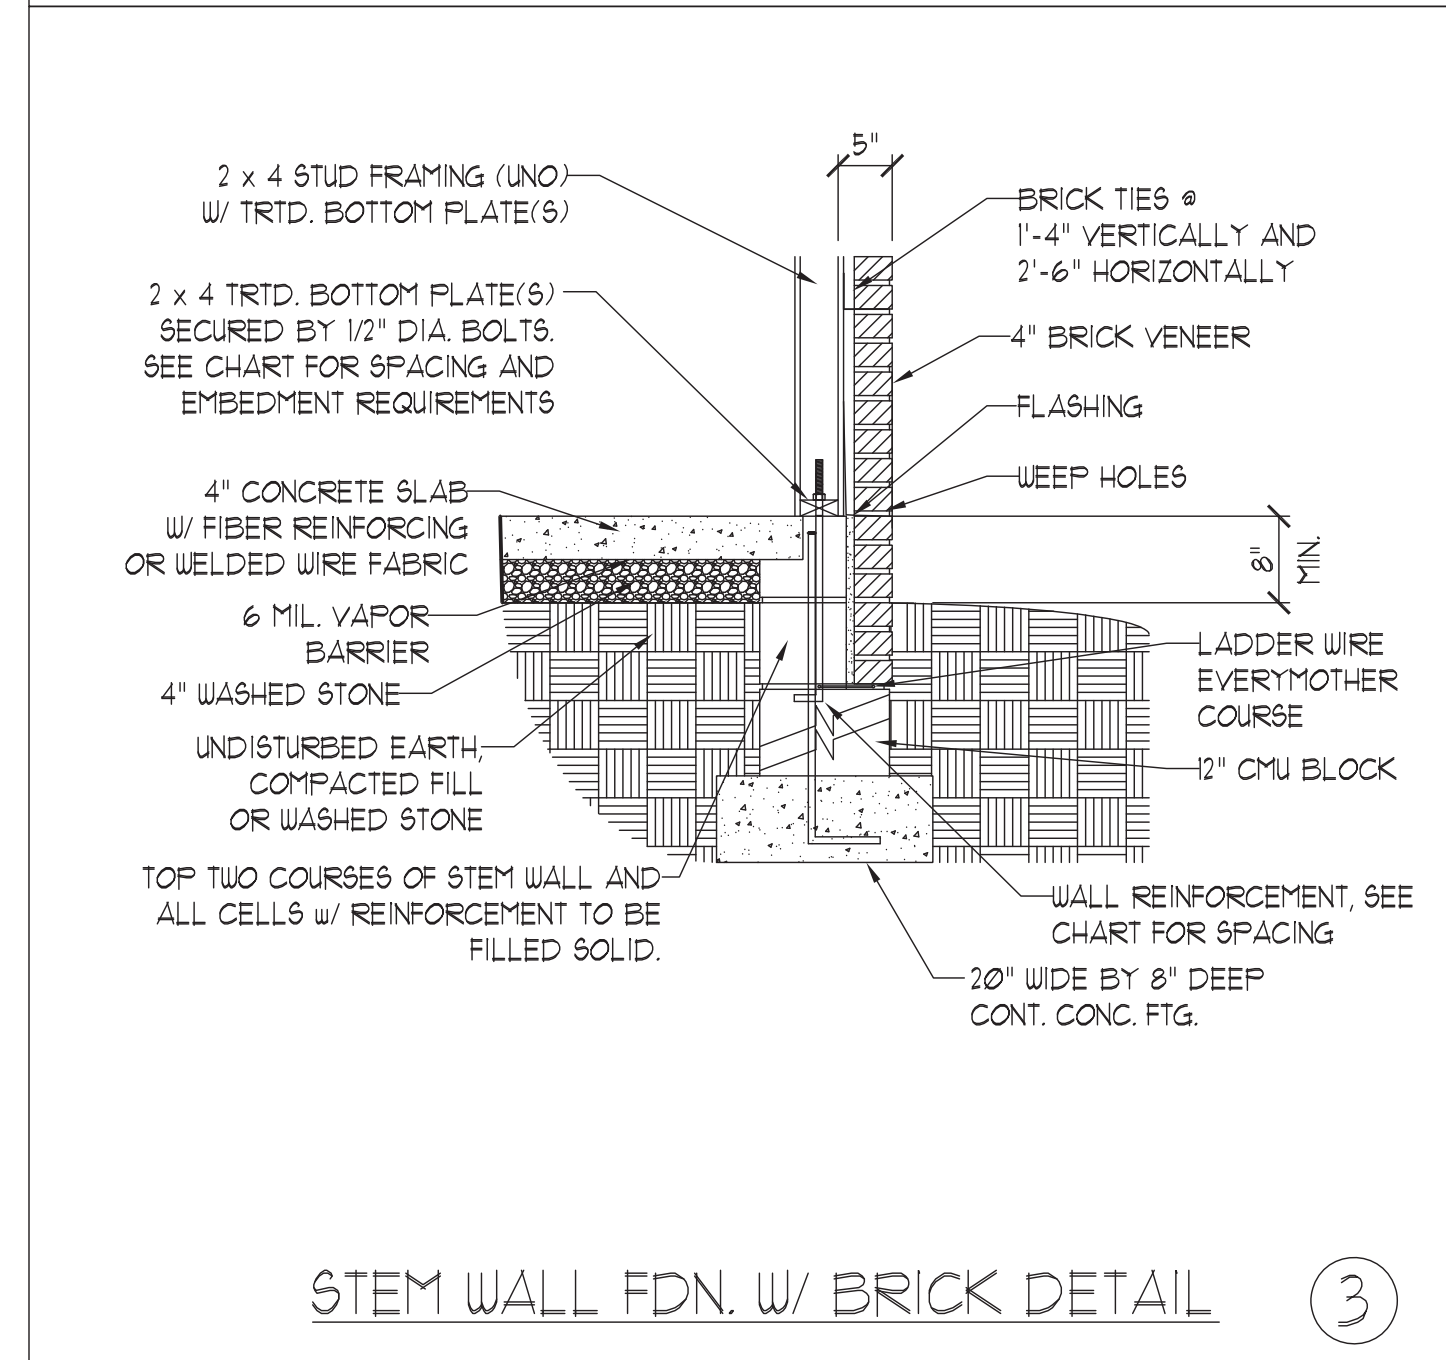 5"
2 x 4 STUD FRAMING (UNO)
W/ TRTD. BOTTOM PLATE(S)
2 x 4 TRTD. BOTTOM PLATE(S)
SECURED BY 1/2" DIA. BOLTS.
SEE CHART FOR SPACING AND
EMBEDMENT REQUIREMENTS
4" CONCRETE SLAB
W/ FIBER REINFORCING
OR WELDED WIRE FABRIC
6 MIL. VAPOR
BARRIER
4" WASHED STONE
UNDISTURBED EARTH,
COMPACTED FILL
OR WASHED STONE
TOP TWO COURSES OF STEM WALL AND
ALL CELLS w/ REINFORCEMENT TO BE
FILLED SOLID.
BRICK TIES @
1'-4" VERTICALLY AND
2'-6" HORIZONTALLY
4" BRICK VENEER
FLASHING
WEEP HOLES
8"
MIN.
LADDER WIRE
EVERYMOTHER
COURSE
12" CMU BLOCK
WALL REINFORCEMENT, SEE
CHART FOR SPACING
20" WIDE BY 8" DEEP
CONT. CONC. FTG.
STEM WALL FDN. W/ BRICK DETAIL
3